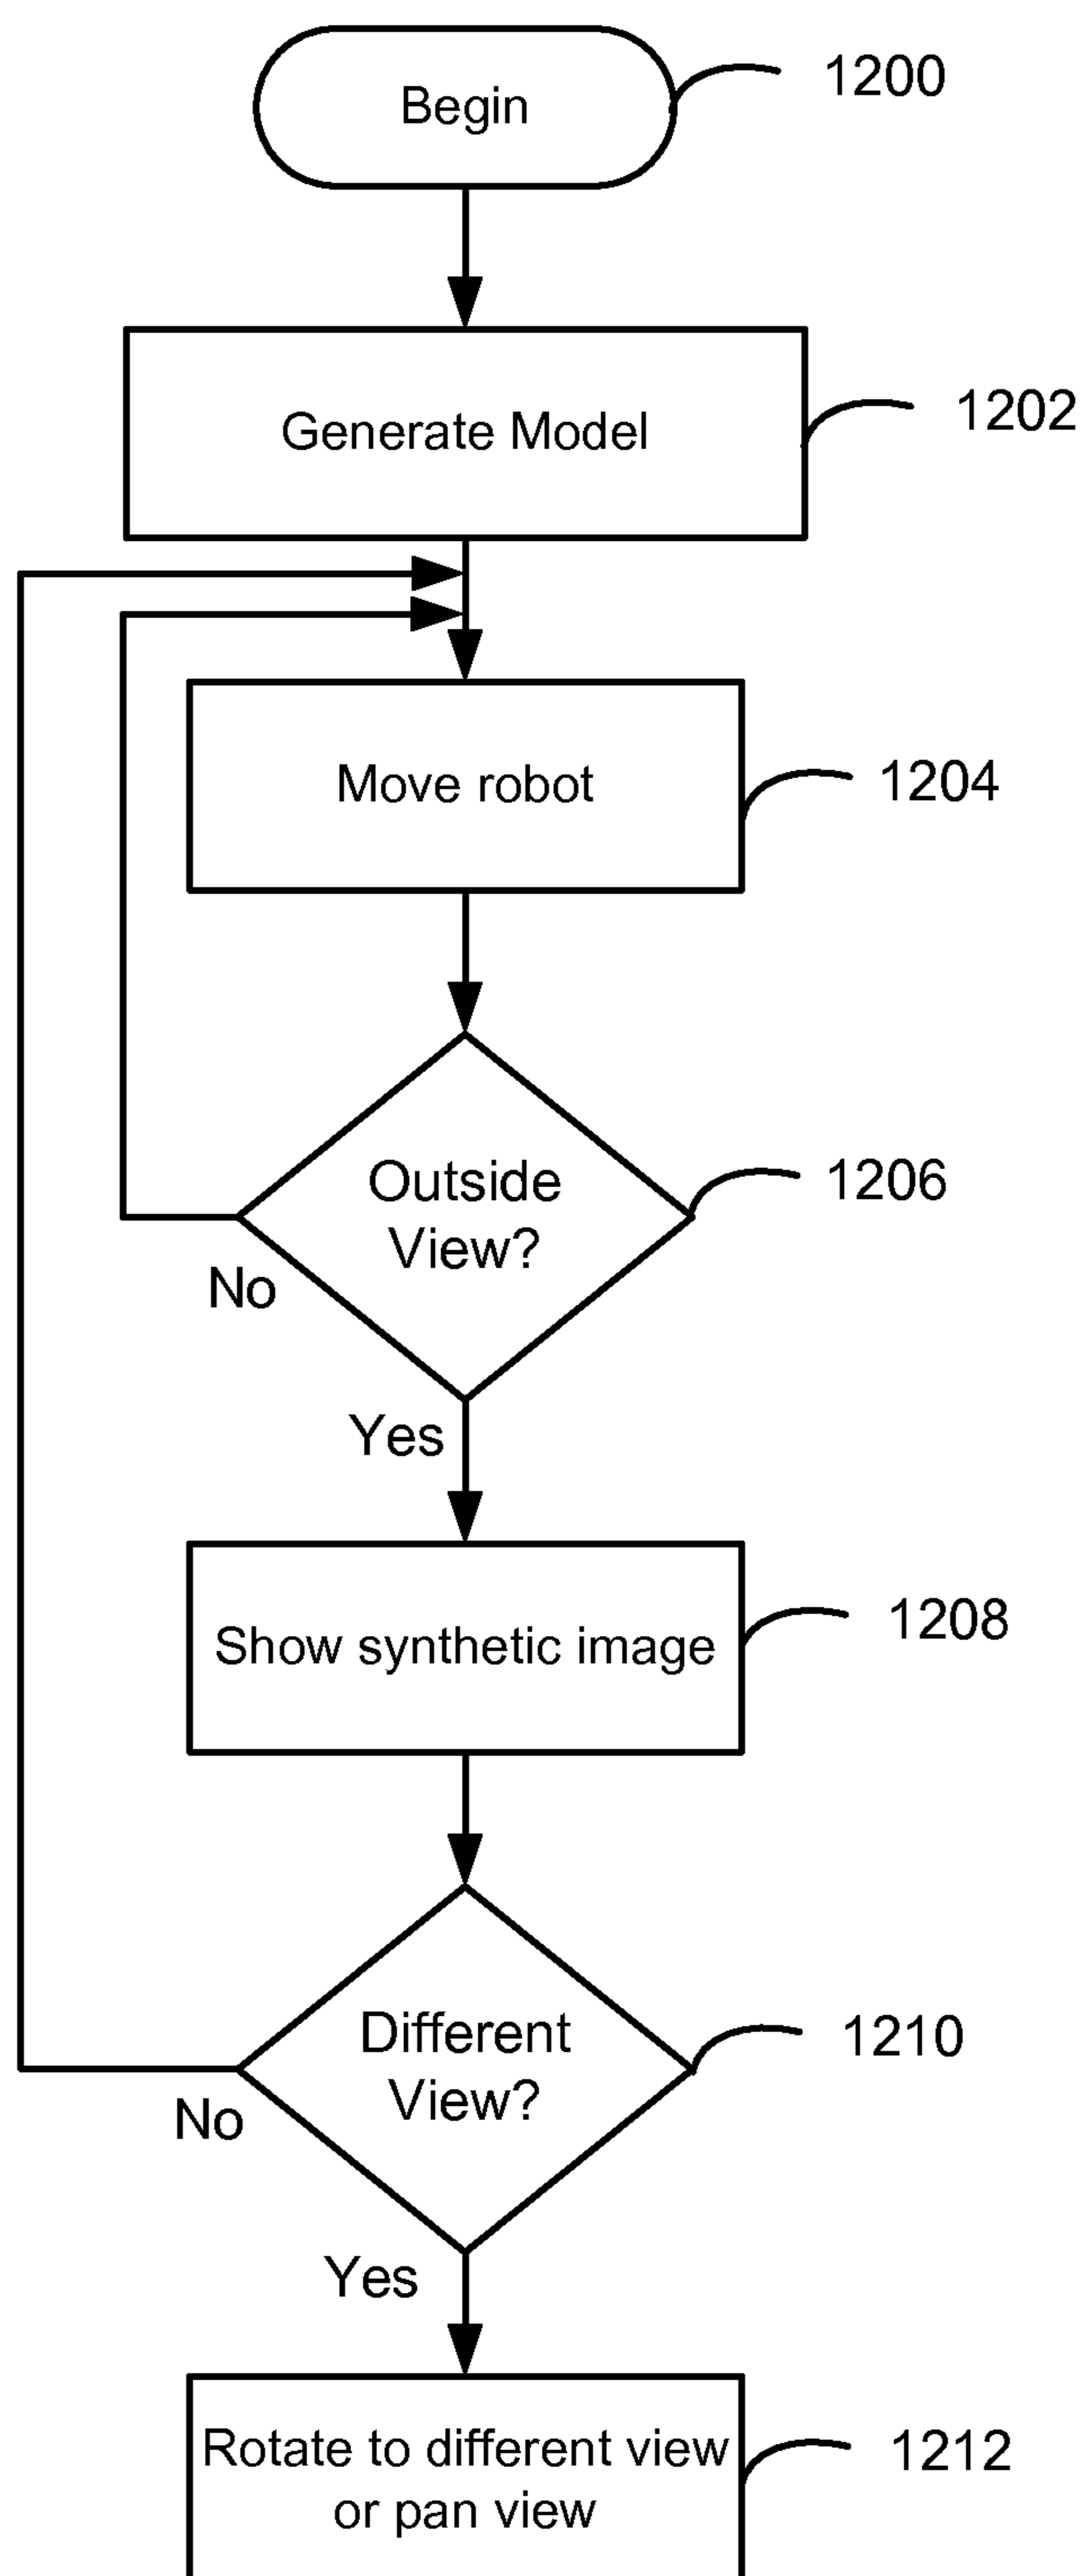 Begin
1200
Generate Model
1202
Move robot
1204
Outside
View?
1206
No
Yes
Show synthetic image
1208
Different
View?
1210
No
Yes
Rotate to different view
or pan view
1212